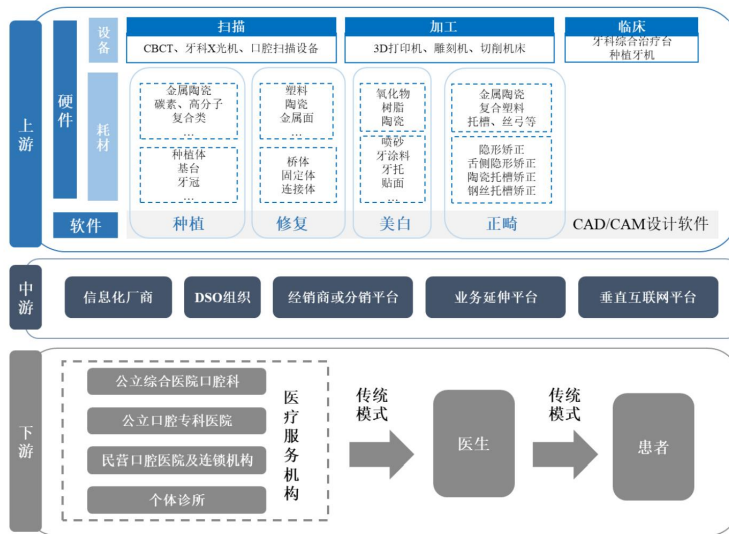 上游
硬件
设备
扫描
CBCT、牙科X光机、口腔扫描设备
加工
3D打印机、雕刻机、切削机床
临床
牙科综合治疗台
种植牙机
耗材
金属陶瓷
碳素、高分子
复合类
…
种植体
基台
牙冠
…
塑料
陶瓷
金属面
…
桥体
固定体
连接体
氧化物
树脂
陶瓷
喷砂
牙涂料
牙托
贴面
…
金属陶瓷
复合塑料
托槽、丝弓等
隐形矫正
舌侧隐形矫正
陶瓷托槽矫正
钢丝托槽矫正
软件
种植
修复
美白
正畸
CAD/CAM设计软件
中游
信息化厂商
DSO组织
经销商或分销平台
业务延伸平台
垂直互联网平台
下游
公立综合医院口腔科
公立口腔专科医院
民营口腔医院及连锁机构
个体诊所
医疗服务机构
传统
模式
医生
传统
模式
患者